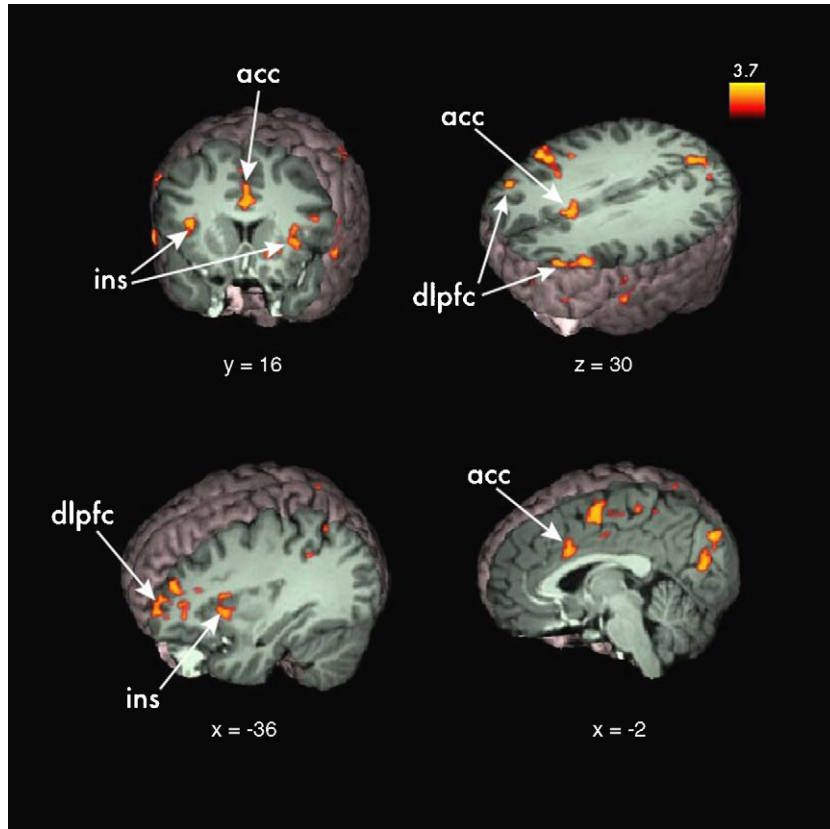 acc
3.7
acc
ins
dlpfc
y = 16
z = 30
dlpfc
acc
ins
x = -36
x = -2